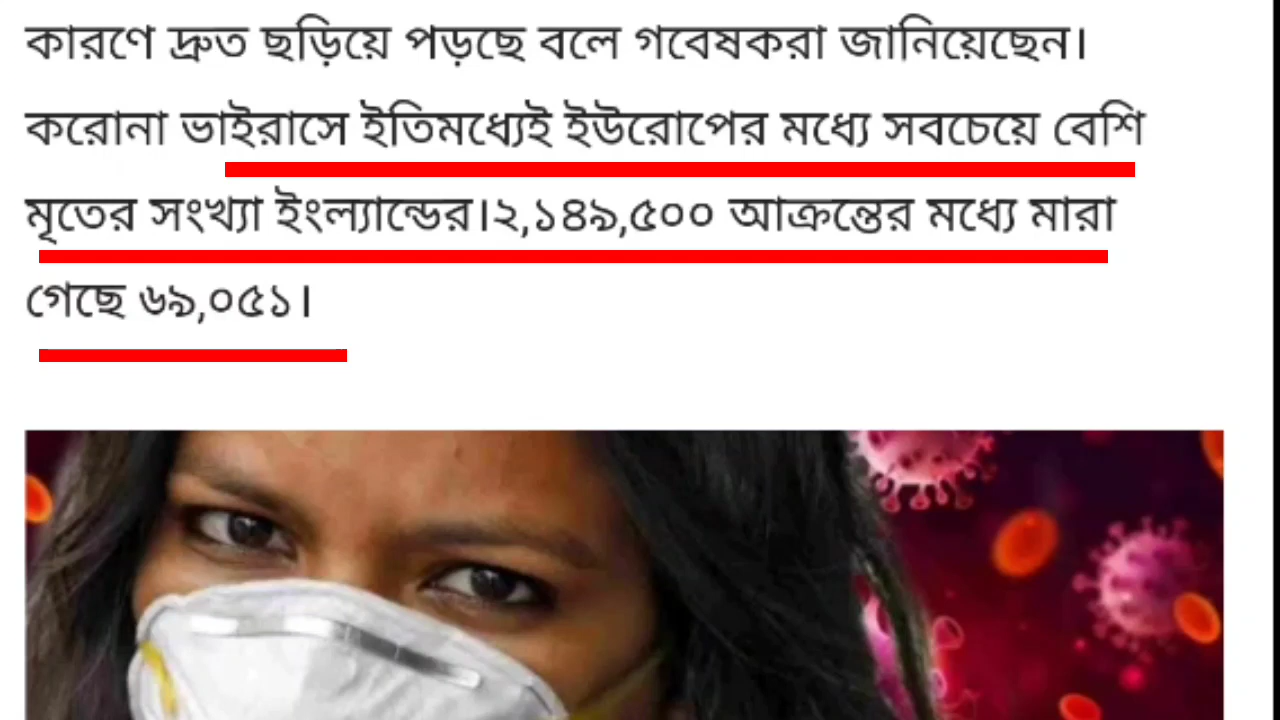 কারণে দ্রুত ছড়িয়ে পড়ছে বলে গবেষকরা জানিয়েছেন।
করোনা ভাইরাসে ইতিমধ্যেই ইউরোপের মধ্যে সবচেয়ে বেশি
মৃতের সংখ্যা ইংল্যান্ডের।২,১৪৯,৫০০ আক্রন্তের মধ্যে মারা
গেছে ৬৯,০৫১।